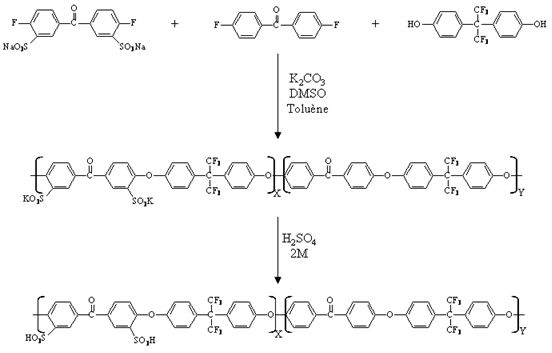 F O F + F O F + HO CF3 CF3 OH
NaO3S SO3Na
K2CO3
DMSO
Toluène
O O CF3 CF3 O X O O CF3 CF3 O Y
KO3S SO3K
H2SO4
2M
O O CF3 CF3 O X O O CF3 CF3 O Y
HO3S SO3H